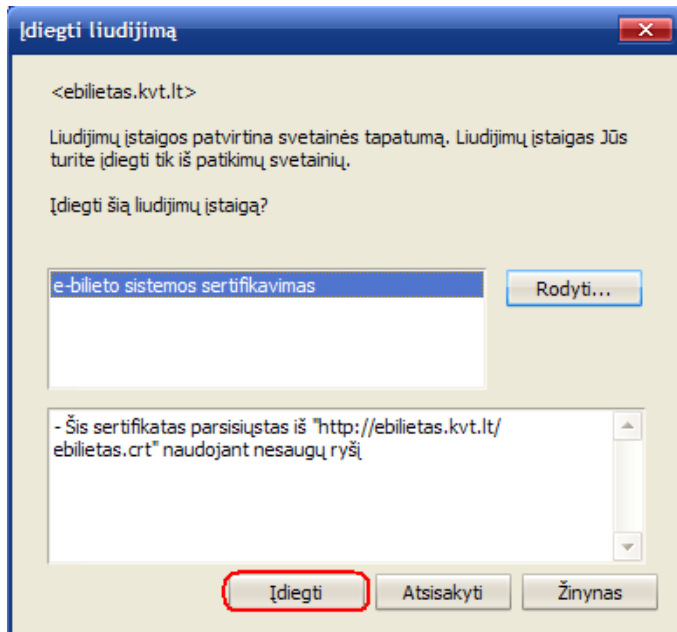 Įdiegti liudijimą
<ebilietas.kvt.lt>
Liudijimų įstaigos patvirtina svetainės tapatumą. Liudijimų įstaigas Jūs
turite įdiegti tik iš patikimų svetainių.
Įdiegti šią liudijimų įstaigą?
e-bilieto sistemos sertifikavimas
Rodyti...
- Šis sertifikatas parsisiųstas iš "http://ebilietas.kvt.lt/
ebilietas.crt" naudojant nesaugų ryšį
Įdiegti
Atsisakyti
Žinynas